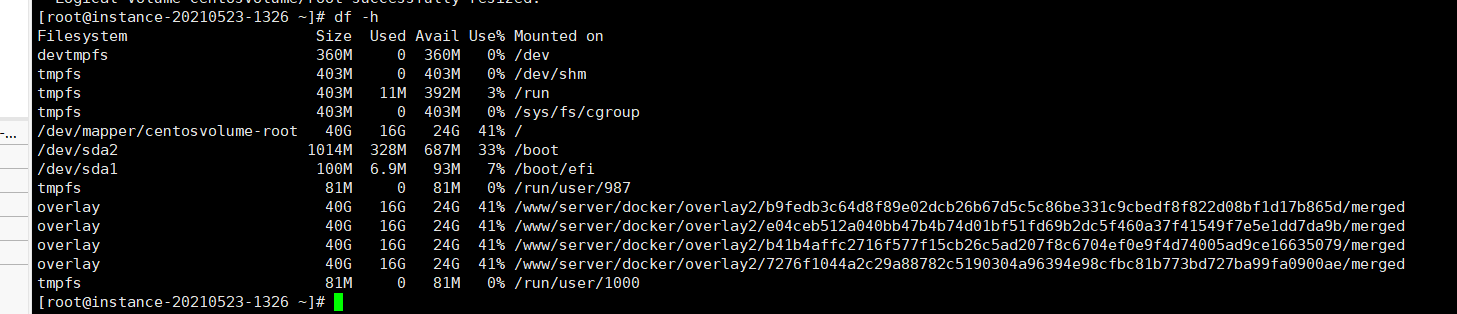 Logical volume centosvolume/root successfully resized.
[root@instance-20210523-1326 ~]# df -h
Filesystem                     Size  Used Avail Use% Mounted on
devtmpfs                       360M     0  360M   0% /dev
tmpfs                          403M     0  403M   0% /dev/shm
tmpfs                          403M   11M  392M   3% /run
tmpfs                          403M     0  403M   0% /sys/fs/cgroup
/dev/mapper/centosvolume-root   40G   16G   24G  41% /
/dev/sda2                     1014M  328M  687M  33% /boot
/dev/sda1                      100M  6.9M   93M   7% /boot/efi
tmpfs                           81M     0   81M   0% /run/user/987
overlay                         40G   16G   24G  41% /www/server/docker/overlay2/b9fedb3c64d8f89e02dcb26b67d5c5c86be331c9cbedf8f822d08bf1d17b865d/merged
overlay                         40G   16G   24G  41% /www/server/docker/overlay2/e04ceb512a040bb47b4b74d01bf51fd69b2dc5f460a37f41549f7e5e1dd7da9b/merged
overlay                         40G   16G   24G  41% /www/server/docker/overlay2/b41b4affc2716f577f15cb26c5ad207f8c6704ef0e9f4d74005ad9ce16635079/merged
overlay                         40G   16G   24G  41% /www/server/docker/overlay2/7276f1044a2c29a88782c5190304a96394e98cfbc81b773bd727ba99fa0900ae/merged
tmpfs                           81M     0   81M   0% /run/user/1000
[root@instance-20210523-1326 ~]#
-...